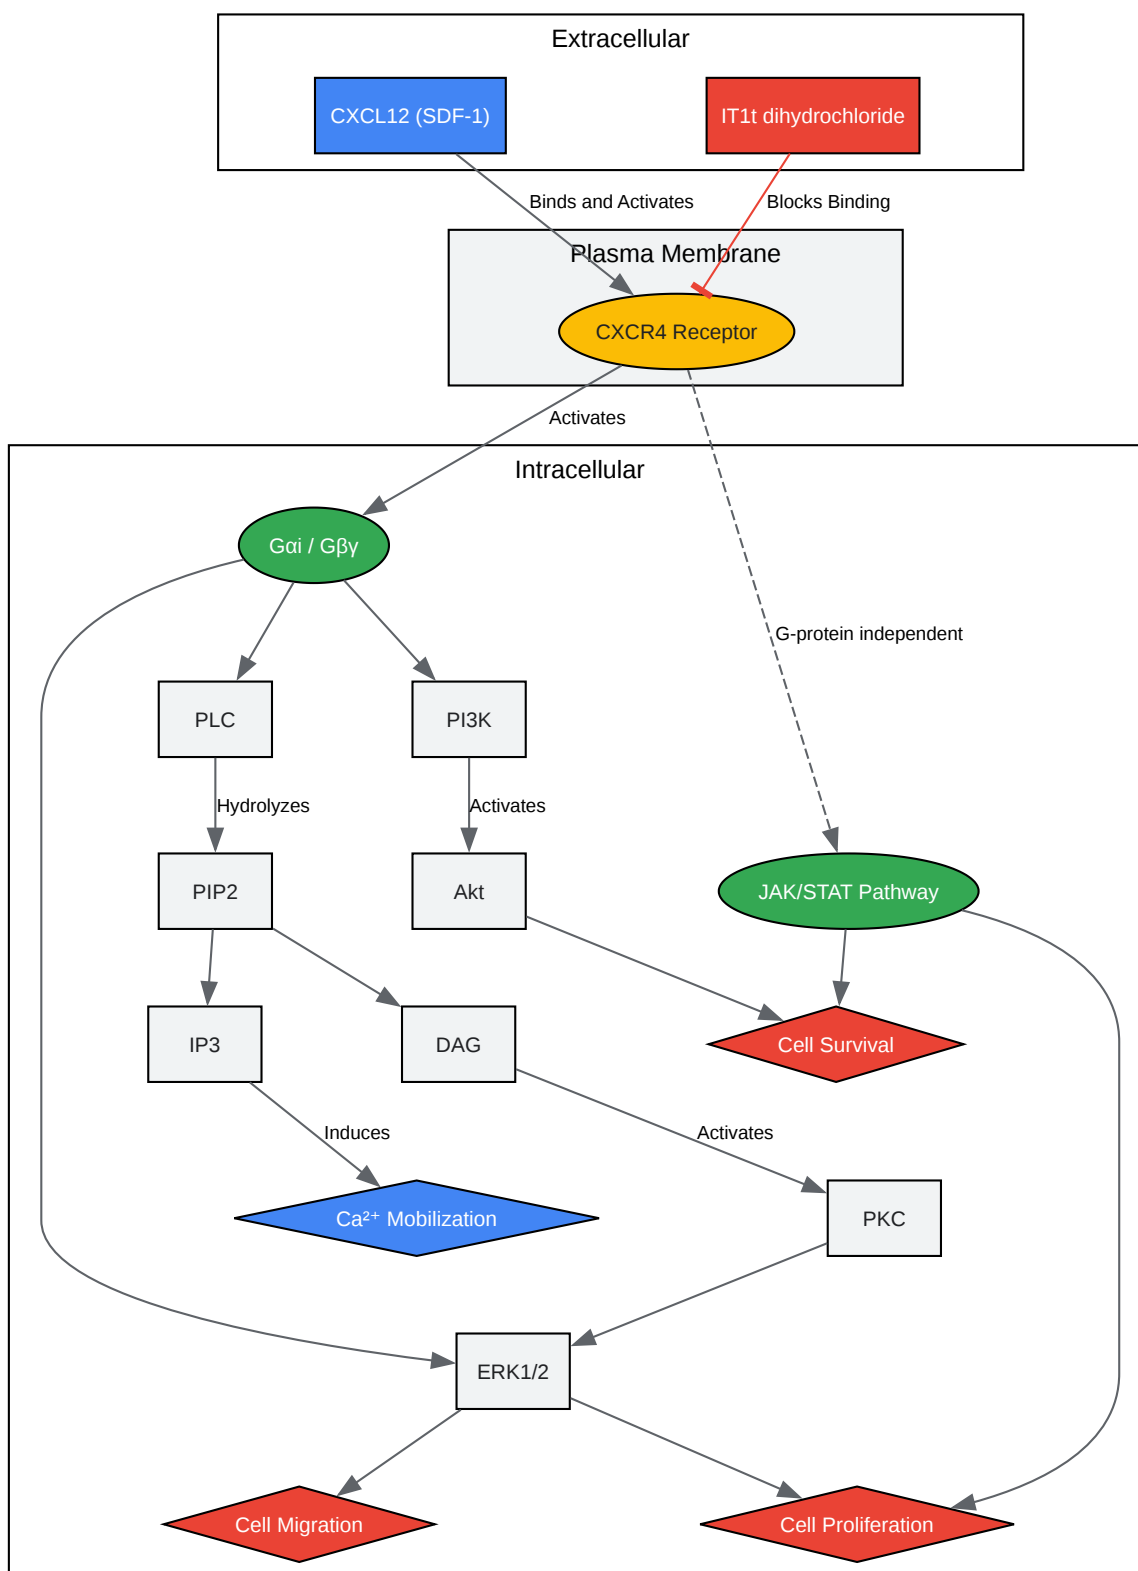 Extracellular
CXCL12 (SDF-1)
IT1t dihydrochloride
Binds and Activates
Blocks Binding
Plasma Membrane
CXCR4 Receptor
Activates
Intracellular
Gαi / Gβγ
G-protein independent
PLC
PI3K
Hydrolyzes
Activates
PIP2
Akt
JAK/STAT Pathway
IP3
DAG
Cell Survival
Induces
Activates
Ca²⁺ Mobilization
PKC
ERK1/2
Cell Migration
Cell Proliferation